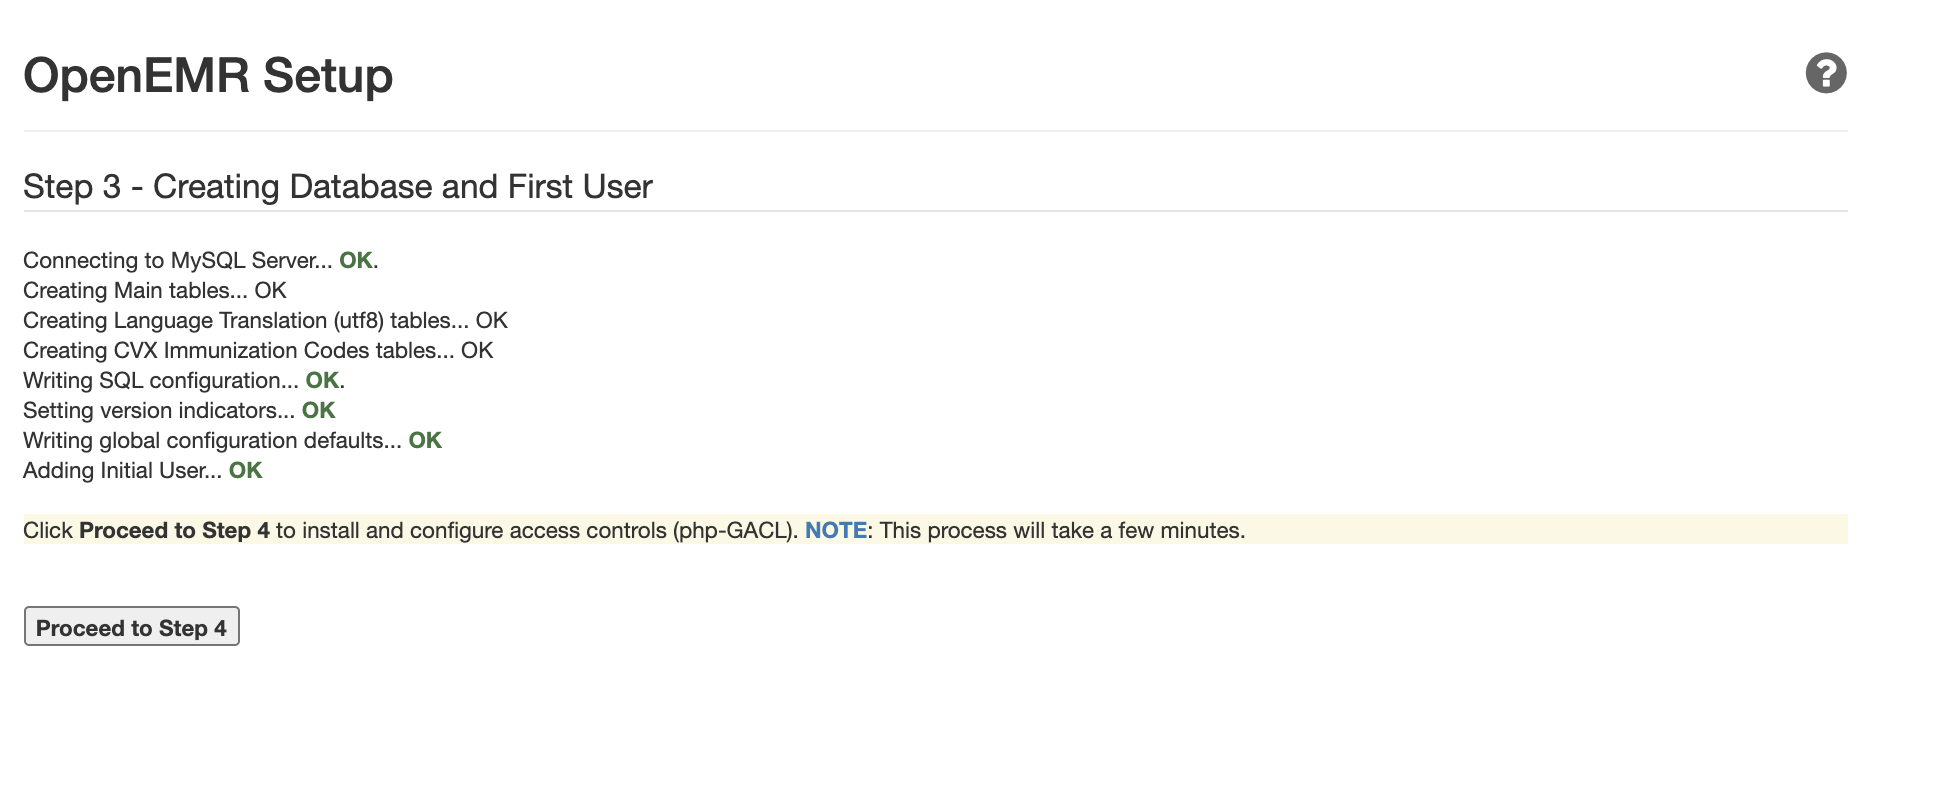 OpenEMR Setup
?
Step 3 - Creating Database and First User
Connecting to MySQL Server... OK.
Creating Main tables... OK
Creating Language Translation (utf8) tables... OK
Creating CVX Immunization Codes tables... OK
Writing SQL configuration... OK.
Setting version indicators... OK
Writing global configuration defaults... OK
Adding Initial User... OK
Click Proceed to Step 4 to install and configure access controls (php-GACL). NOTE: This process will take a few minutes.
Proceed to Step 4